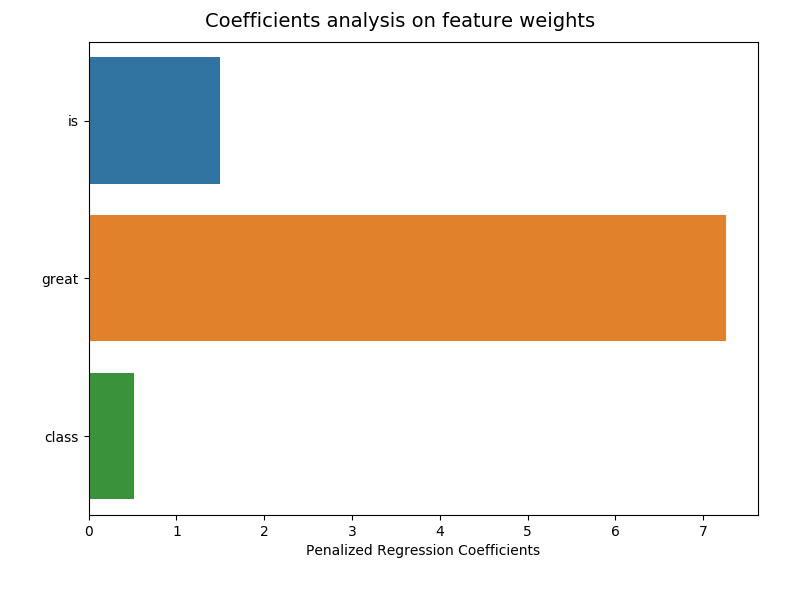 Coefficients analysis on feature weights
is
great
class
0 1 2 3 4 5 6 7
Penalized Regression Coefficients